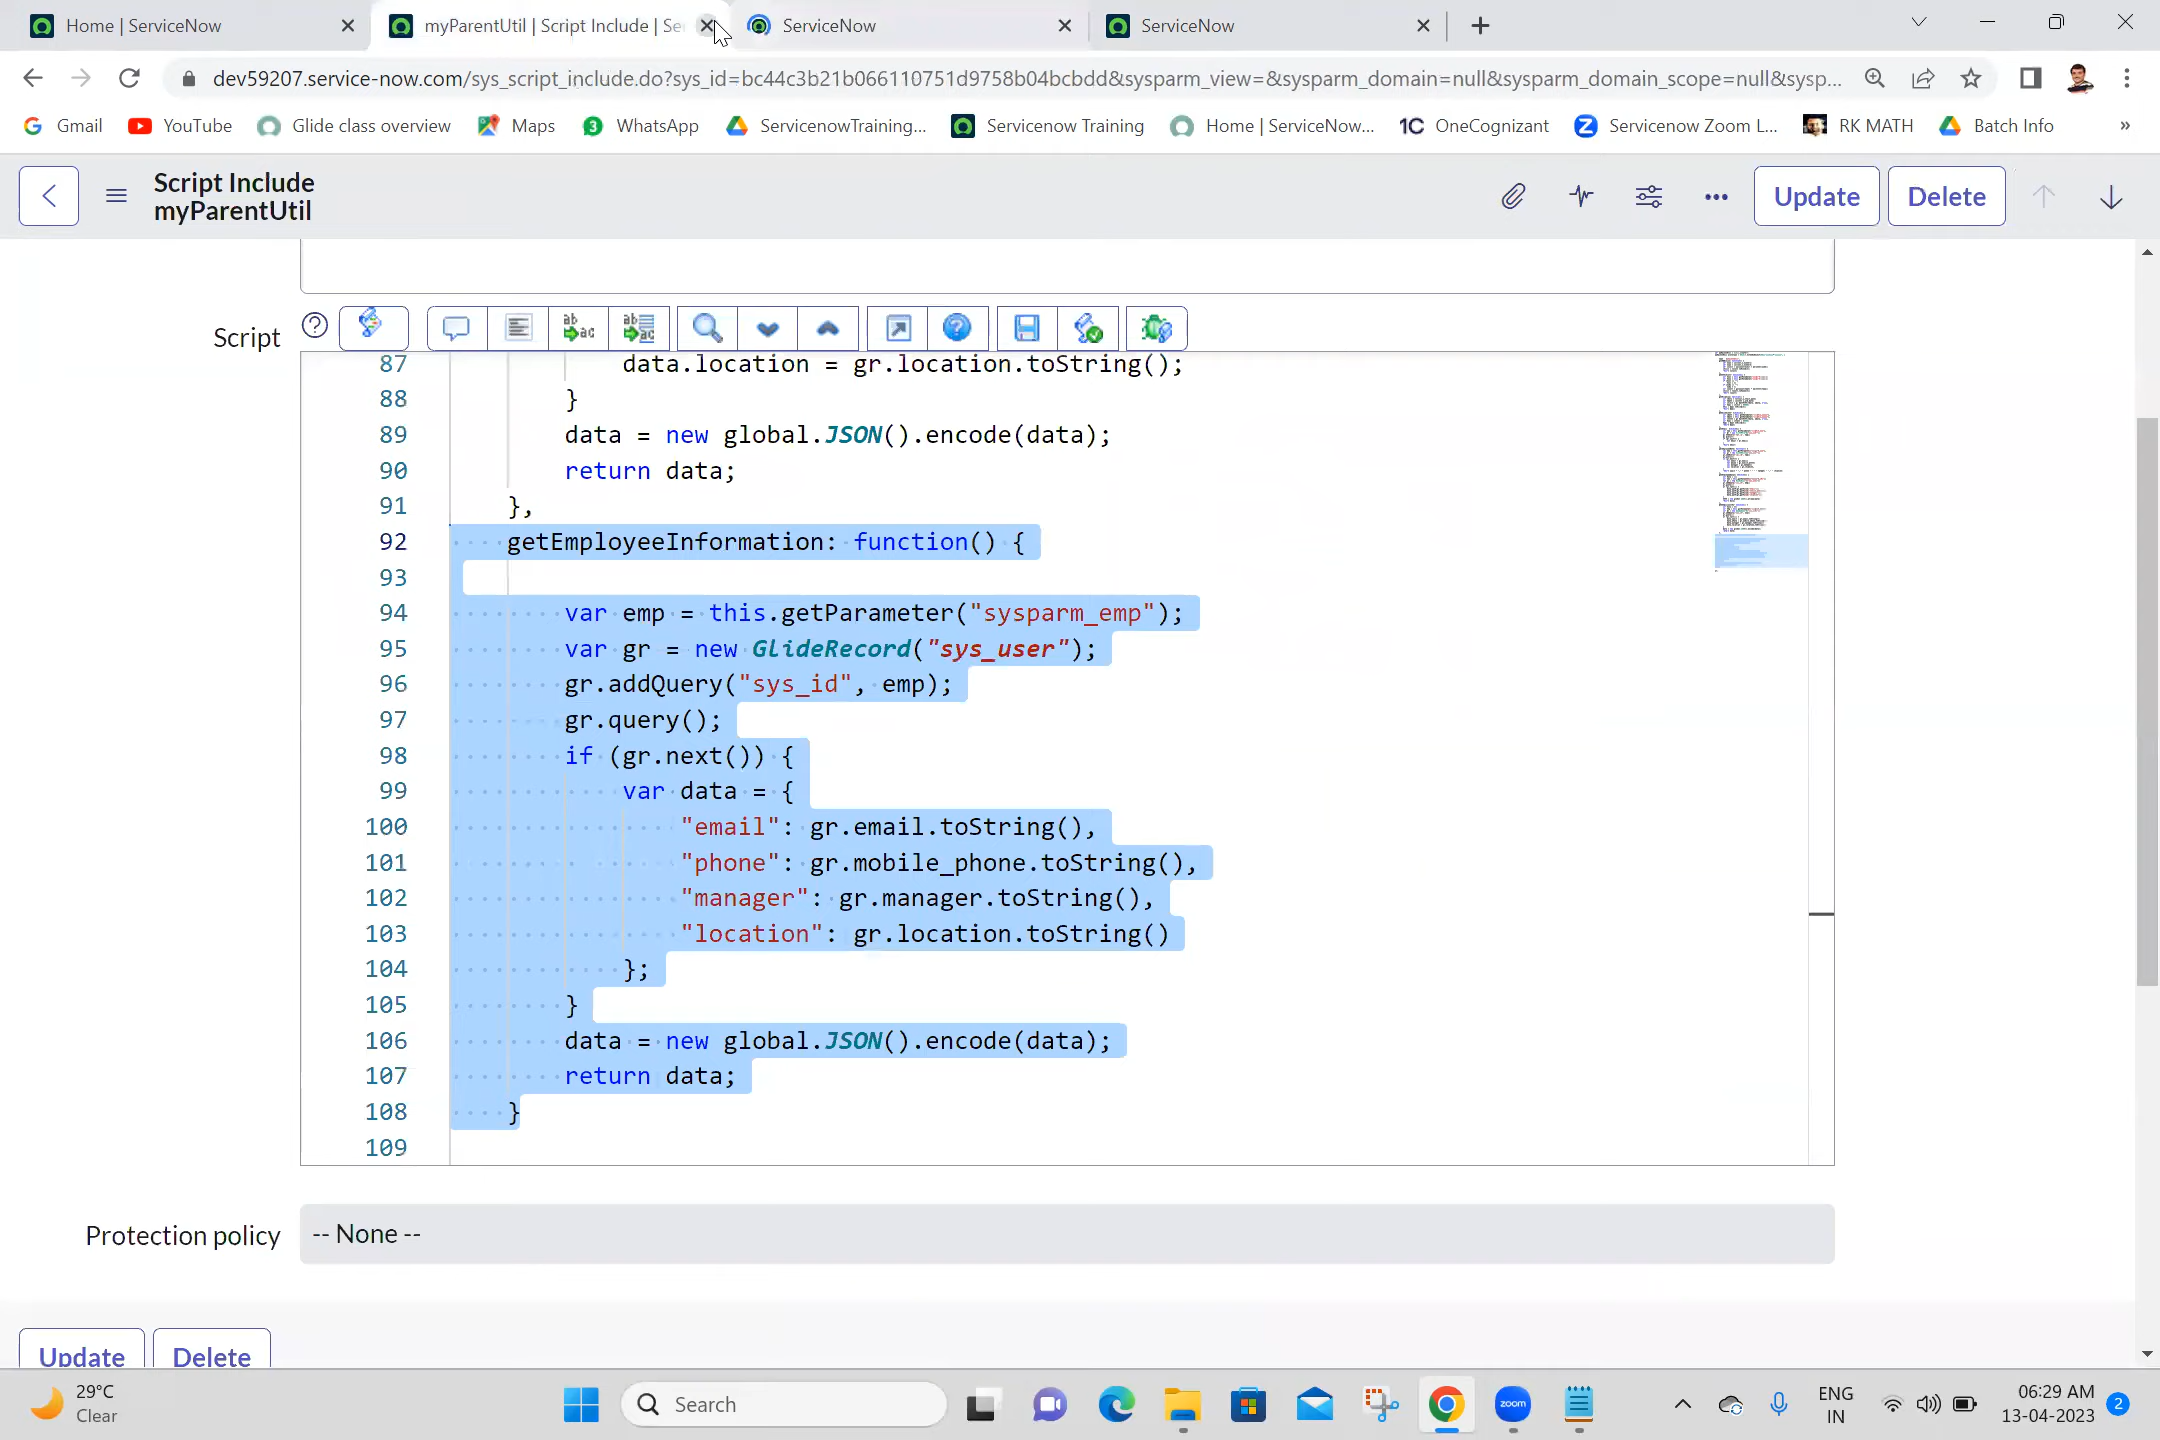 Home | ServiceNow
myParentUtil | Script Include | Se
ServiceNow
ServiceNow
dev59207.service-now.com/sys_script_include.do?sys_id=bc44c3b21b066110751d9758b04bcbdd&sysparm_view=&sysparm_domain=null&sysparm_domain_scope=null&sysp...
Gmail
YouTube
Glide class overview
Maps
3 WhatsApp
ServicenowTraining...
Servicenow Training
Home | ServiceNow...
1C OneCognizant
Z Servicenow Zoom L...
RK MATH
Batch Info
»
Script Include
myParentUtil
Update
Delete
Script
87 data.location = gr.location.toString();
88 }
89 data = new global.JSON().encode(data);
90 return data;
91 },
92 getEmployeeInformation: function() {
93
94 var emp = this.getParameter("sysparm_emp");
95 var gr = new GlideRecord("sys_user");
96 gr.addQuery("sys_id", emp);
97 gr.query();
98 if (gr.next()) {
99 var data = {
100 "email": gr.email.toString(),
101 "phone": gr.mobile_phone.toString(),
102 "manager": gr.manager.toString(),
103 "location": gr.location.toString()
104 };
105 }
106 data = new global.JSON().encode(data);
107 return data;
108 }
109
Protection policy
-- None --
Update
Delete
29°C
Clear
Search
zoom
ENG
IN
06:29 AM
13-04-2023
2